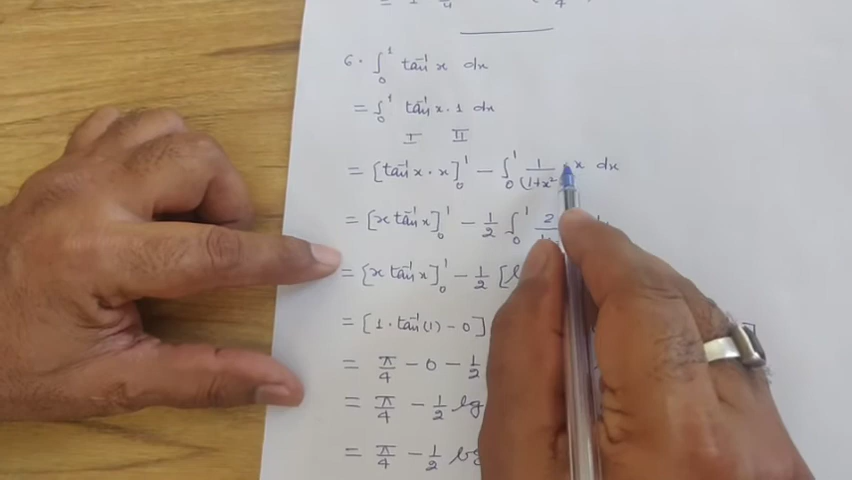 6. ∫₀¹ tan⁻¹x dx
= ∫₀¹ tan⁻¹x · 1 dx
I II
= [tan⁻¹x · x]₀¹ − ∫₀¹ 1/(1+x² · x dx
= [x tan⁻¹x]₀¹ − 1/2 ∫₀¹ 2
= [x tan⁻¹x]₀¹ − 1/2 [l
= [1 · tan⁻¹(1) − 0]
= π/4 − 0 − 1/2
= π/4 − 1/2 log
= π/4 − 1/2 log